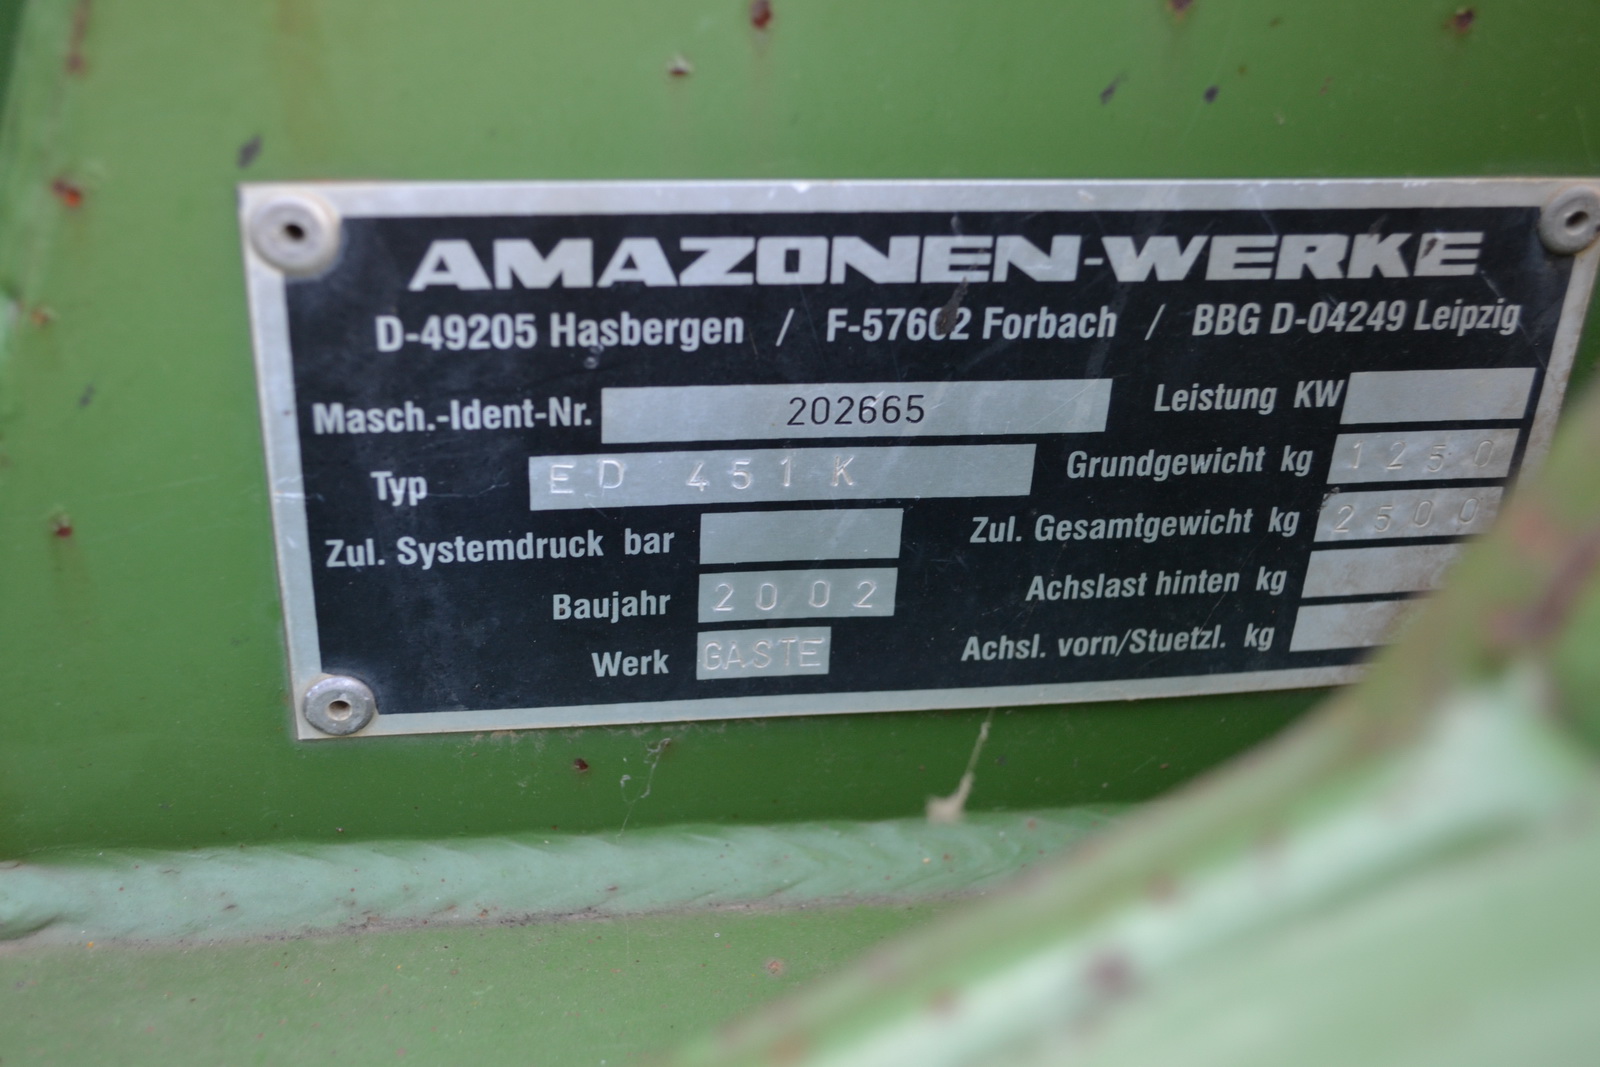 AMAZONEN-WERKE
D-49205 Hasbergen / F-57602 Forbach / BBG D-04249 Leipzig
Masch.-Ident-Nr. 202665 Leistung KW
Typ ED 451 K Grundgewicht kg 1250
Zul. Systemdruck bar Zul. Gesamtgewicht kg 2500
Baujahr 2002 Achslast hinten kg
Werk GASTE Achsl. vorn/Stuetzl. kg